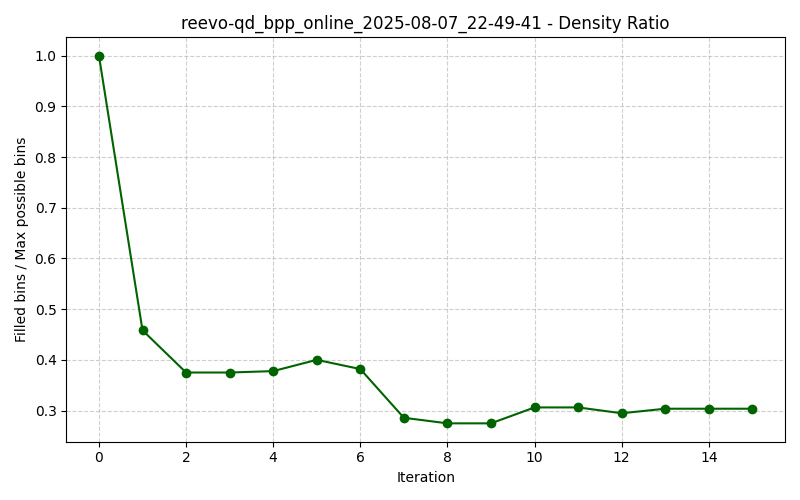 reevo-qd_bpp_online_2025-08-07_22-49-41 - Density Ratio
Filled bins / Max possible bins
1.0
0.9
0.8
0.7
0.6
0.5
0.4
0.3
0 2 4 6 8 10 12 14
Iteration